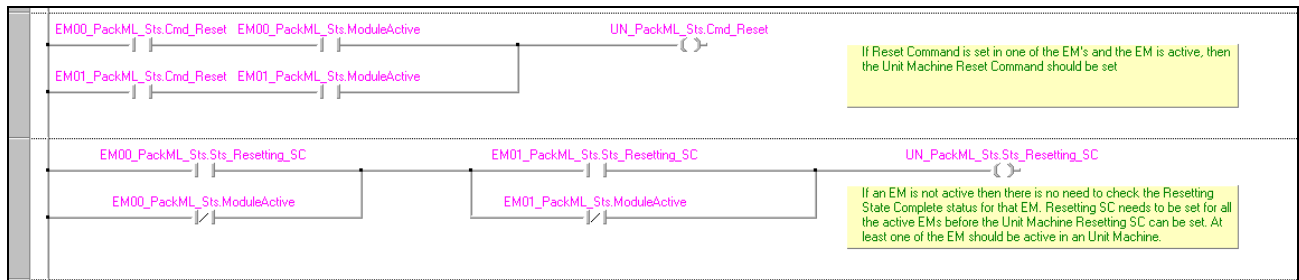 EM00_PackML_Sts.Cmd_Reset EM00_PackML_Sts.ModuleActive UN_PackML_Sts.Cmd_Reset
If Reset Command is set in one of the EM's and the EM is active, then
the Unit Machine Reset Command should be set
EM01_PackML_Sts.Cmd_Reset EM01_PackML_Sts.ModuleActive
EM00_PackML_Sts.Sts_Resetting_SC EM01_PackML_Sts.Sts_Resetting_SC UN_PackML_Sts.Sts_Resetting_SC
If an EM is not active then there is no need to check the Resetting
State Complete status for that EM. Resetting SC needs to be set for all
the active EMs before the Unit Machine Resetting SC can be set. At
least one of the EM should be active in an Unit Machine.
EM00_PackML_Sts.ModuleActive EM01_PackML_Sts.ModuleActive